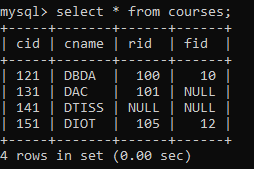 mysql> select * from courses;
+------+-------+------+------+
| cid  | cname | rid  | fid  |
+------+-------+------+------+
| 121 | DBDA | 100 | 10 |
| 131 | DAC | 101 | NULL |
| 141 | DTISS | NULL | NULL |
| 151 | DIOT | 105 | 12 |
+------+-------+------+------+
4 rows in set (0.00 sec)